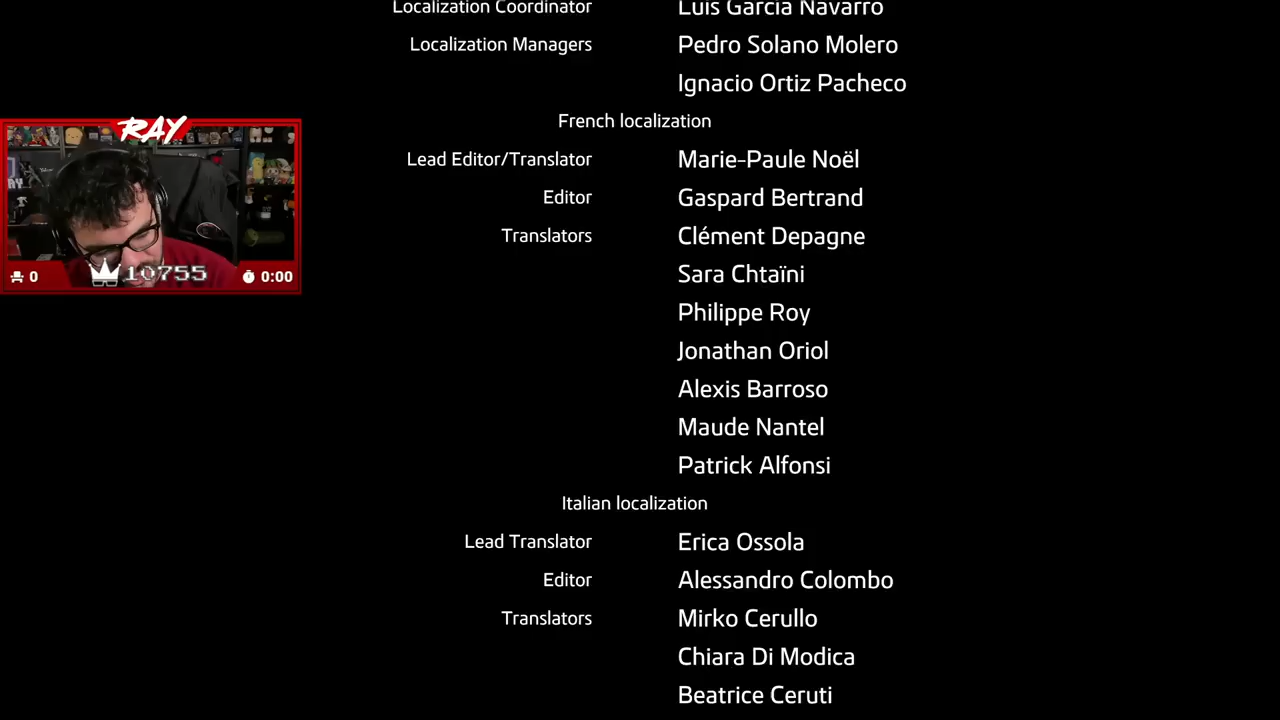 Localization Coordinator Luis García Navarro
Localization Managers Pedro Solano Molero
Ignacio Ortiz Pacheco
French localization
Lead Editor/Translator Marie-Paule Noël
Editor Gaspard Bertrand
Translators Clément Depagne
Sara Chtaïni
Philippe Roy
Jonathan Oriol
Alexis Barroso
Maude Nantel
Patrick Alfonsi
Italian localization
Lead Translator Erica Ossola
Editor Alessandro Colombo
Translators Mirko Cerullo
Chiara Di Modica
Beatrice Ceruti
RAY
0 10755 0:00